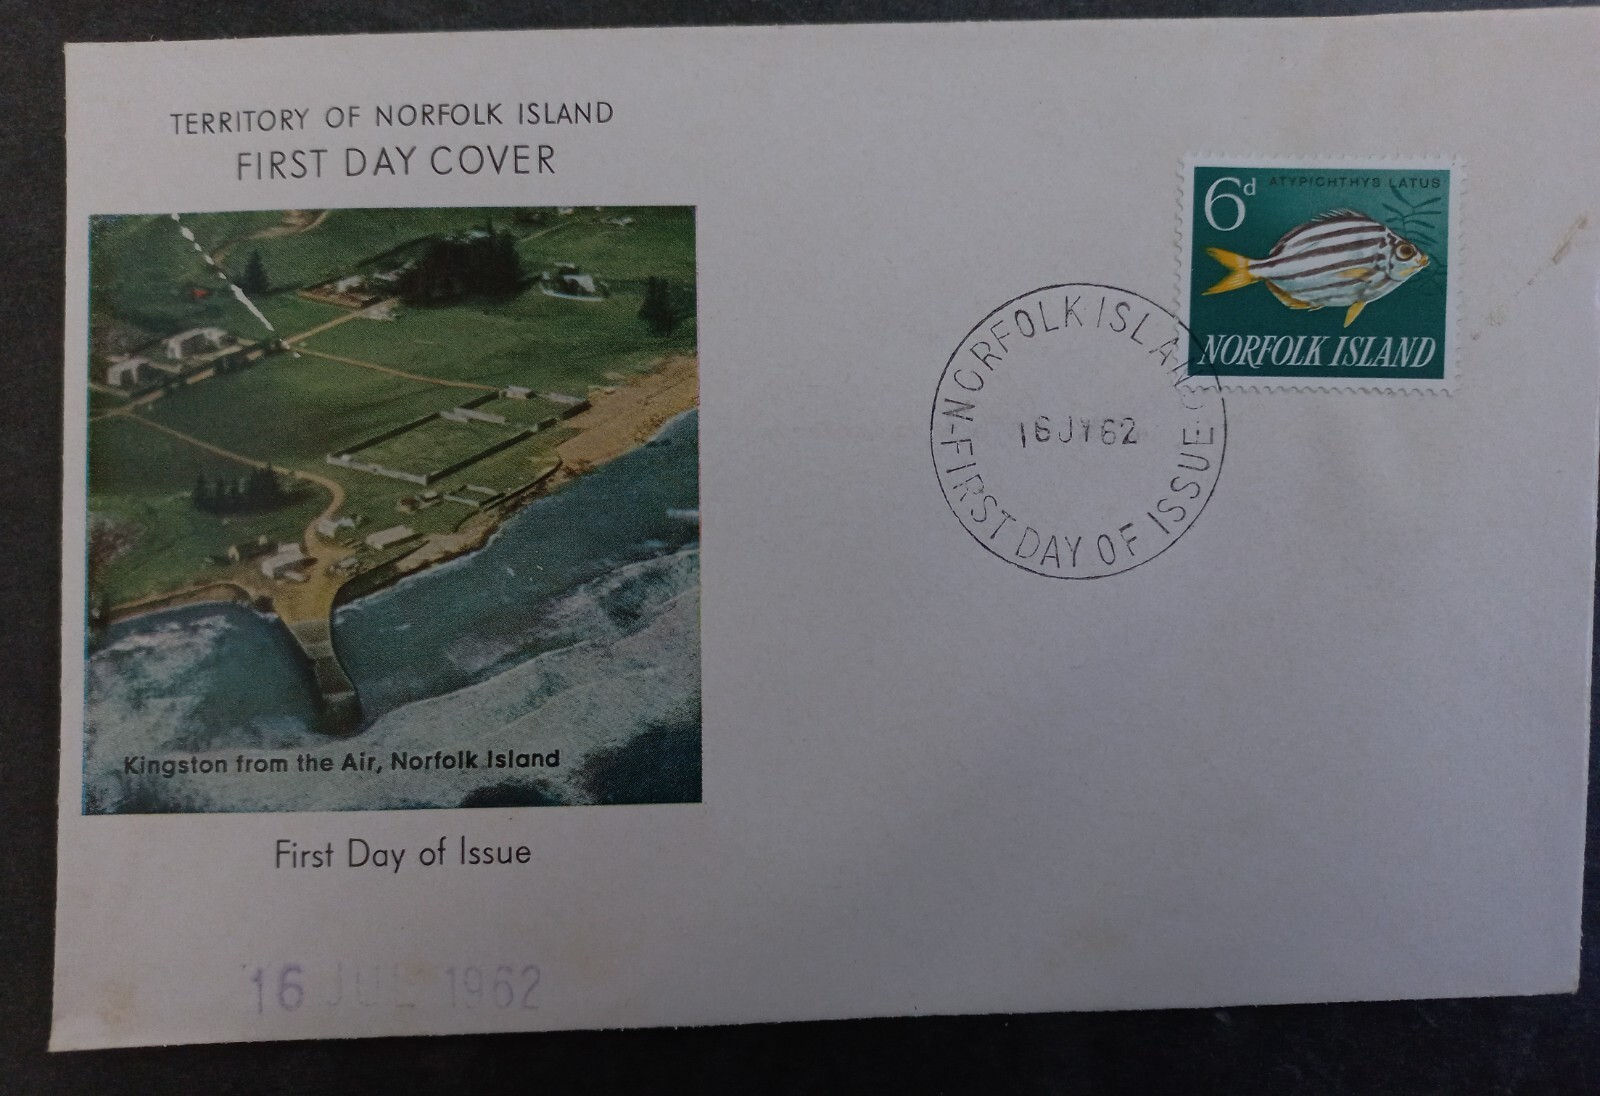 TERRITORY OF NORFOLK ISLAND
FIRST DAY COVER
Kingston from the Air, Norfolk Island
First Day of Issue
16 JUL 1962
6d
ATYPICHTHYS LATUS
NORFOLK ISLAND
NORFOLK ISLAND
16 JY 62
FIRST DAY OF ISSUE